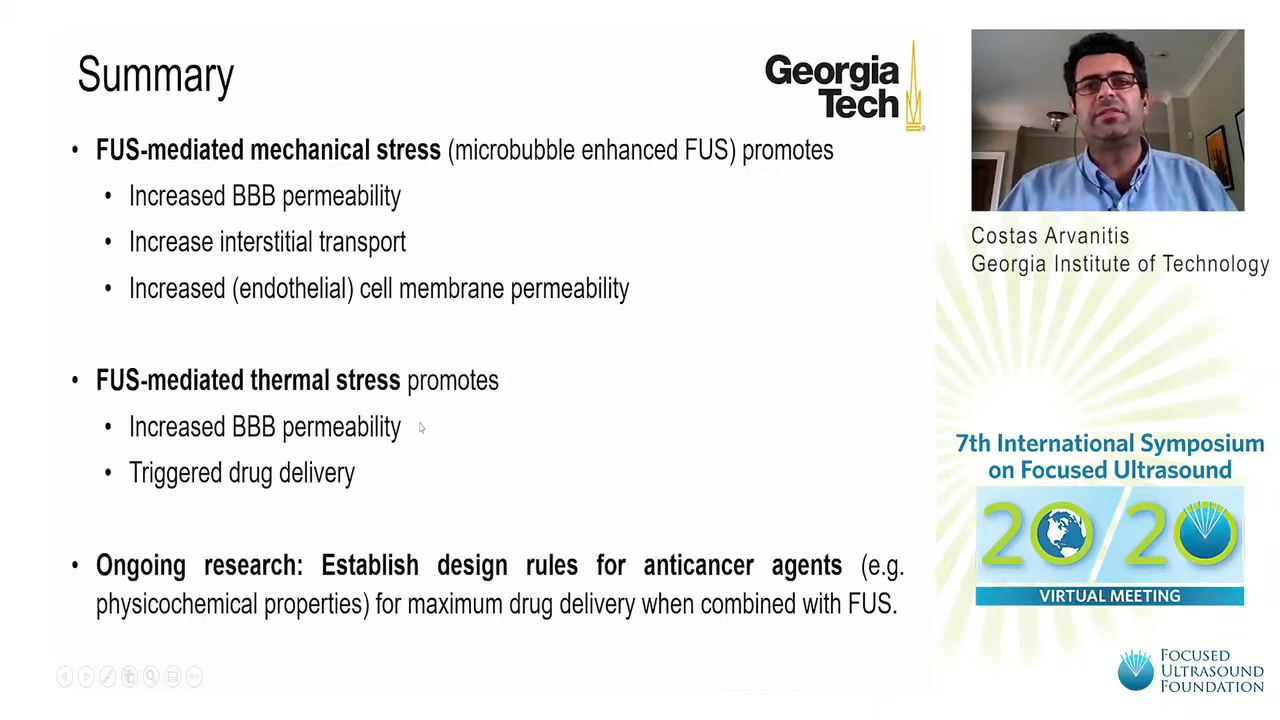 Summary
Georgia
Tech
• FUS-mediated mechanical stress (microbubble enhanced FUS) promotes
• Increased BBB permeability
• Increase interstitial transport
• Increased (endothelial) cell membrane permeability
• FUS-mediated thermal stress promotes
• Increased BBB permeability
• Triggered drug delivery
• Ongoing research: Establish design rules for anticancer agents (e.g.
physicochemical properties) for maximum drug delivery when combined with FUS.
Costas Arvanitis
Georgia Institute of Technology
7th International Symposium
on Focused Ultrasound
20/20
VIRTUAL MEETING
FOCUSED
ULTRASOUND
FOUNDATION